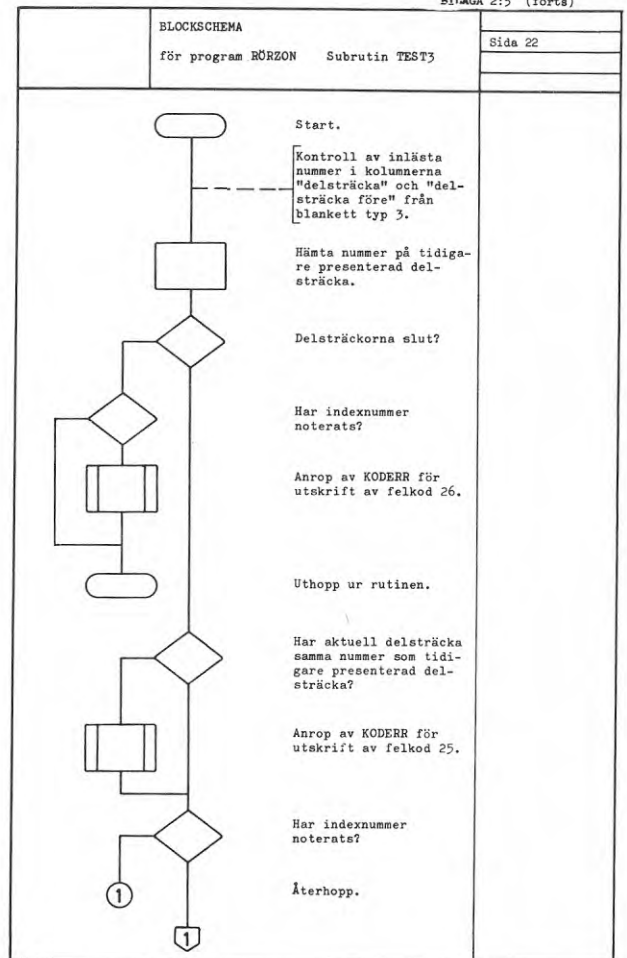 BILAGA 2:5 (forts)
BLOCKSCHEMA
för program RÖRZON Subrutin TEST3
Sida 22
Start.
Kontroll av inlästa
nummer i kolumnerna
"delsträcka" och "del-
sträcka före" från
blankett typ 3.
Hämta nummer på tidiga-
re presenterad del-
sträcka.
Delsträckorna slut?
Har indexnummer
noterats?
Anrop av KODERR för
utskrift av felkod 26.
Uthopp ur rutinen.
Har aktuell delsträcka
samma nummer som tidi-
gare presenterad del-
sträcka?
Anrop av KODERR för
utskrift av felkod 25.
Har indexnummer
noterats?
1
Återhopp.
1